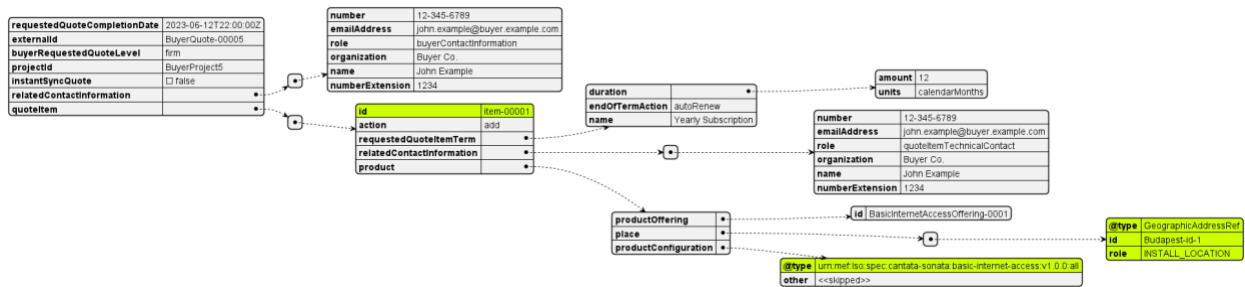 requestedQuoteCompletionDate 2023-06-12T22:00:00Z
externalId BuyerQuote-00005
buyerRequestedQuoteLevel firm
projectId BuyerProject5
instantSyncQuote ☐ false
relatedContactInformation
quoteItem
number 12-345-6789
emailAddress john.example@buyer.example.com
role buyerContactInformation
organization Buyer Co.
name John Example
numberExtension 1234
id item-00001
action add
requestedQuoteItemTerm
relatedContactInformation
product
duration
endOfTermAction autoRenew
name Yearly Subscription
amount 12
units calendarMonths
number 12-345-6789
emailAddress john.example@buyer.example.com
role quoteItemTechnicalContact
organization Buyer Co.
name John Example
numberExtension 1234
productOffering
place
productConfiguration
id BasicInternetAccessOffering-0001
@type GeographicAddressRef
id Budapest-id-1
role INSTALL_LOCATION
@type urn:mef:lso:spec:cantata-sonata:basic-internet-access:v1.0.0:all
other <<skipped>>